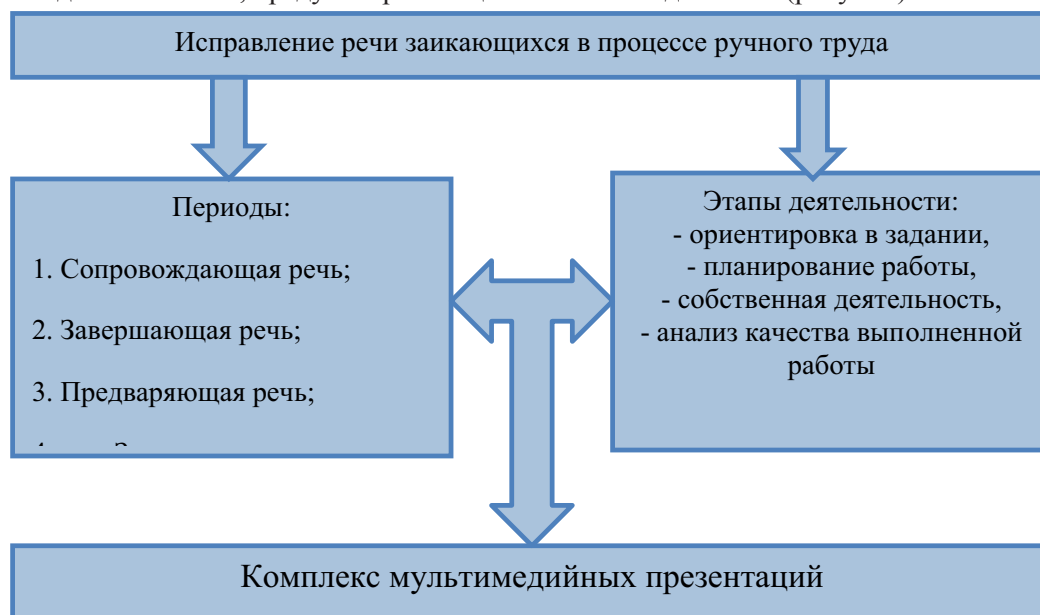 Исправление речи заикающихся в процессе ручного труда
Периоды:
1. Сопровождающая речь;
2. Завершающая речь;
3. Предваряющая речь;
Этапы деятельности:
- ориентировка в задании,
- планирование работы,
- собственная деятельность,
- анализ качества выполненной
работы
Комплекс мультимедийных презентаций